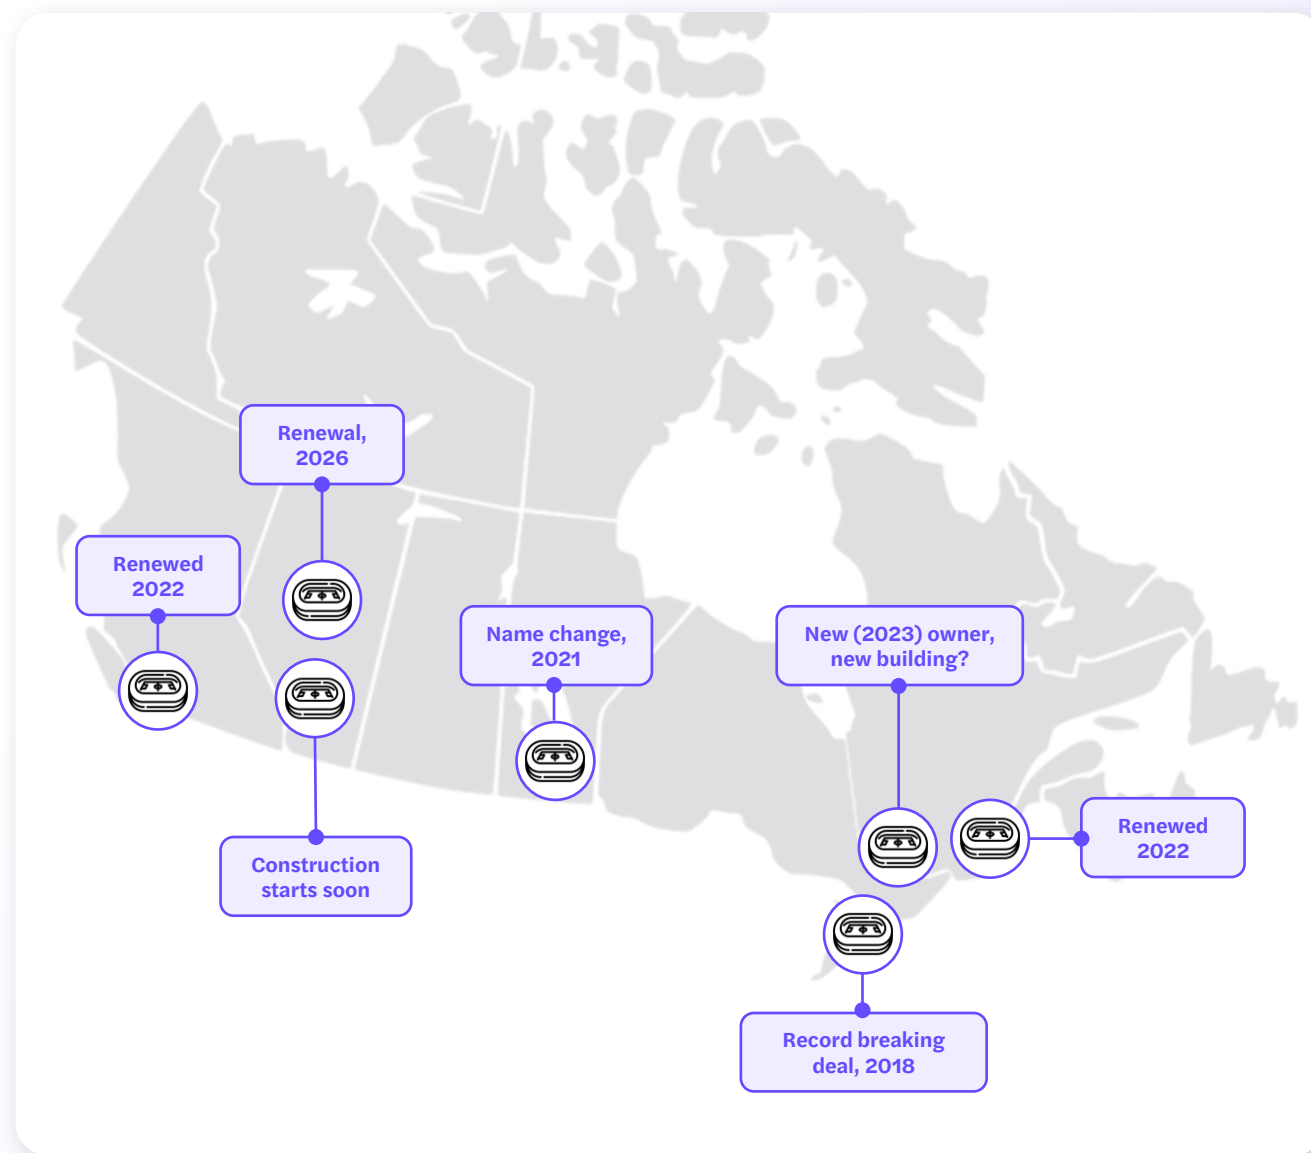 Renewal,
2026
Renewed
2022
Name change,
2021
New (2023) owner,
new building?
Construction
starts soon
Renewed
2022
Record breaking
deal, 2018